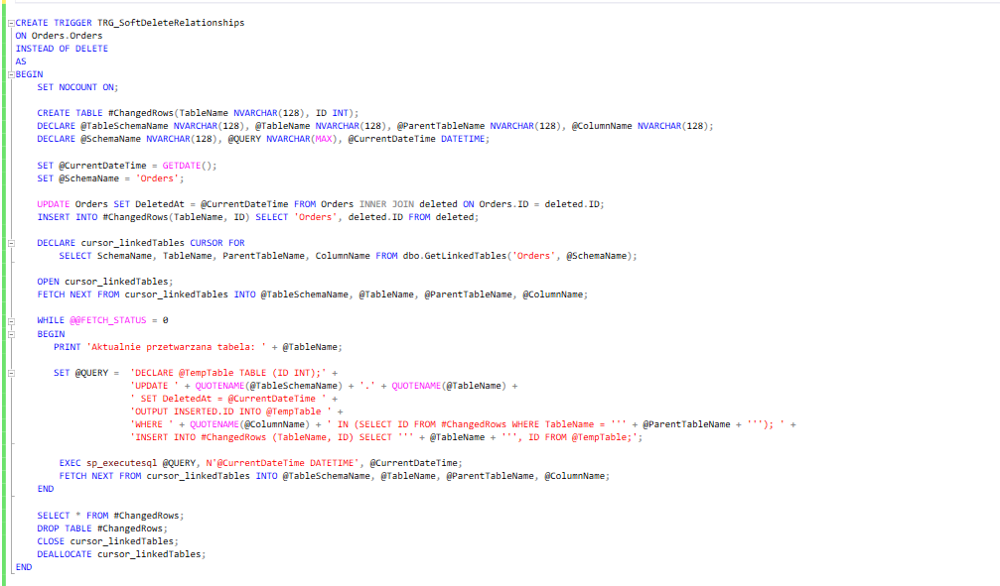 CREATE TRIGGER TRG_SoftDeleteRelationships
ON Orders.Orders
INSTEAD OF DELETE
AS
BEGIN
SET NOCOUNT ON;
CREATE TABLE #ChangedRows(TableName NVARCHAR(128), ID INT);
DECLARE @TableSchemaName NVARCHAR(128), @TableName NVARCHAR(128), @ParentTableName NVARCHAR(128), @ColumnName NVARCHAR(128);
DECLARE @SchemaName NVARCHAR(128), @QUERY NVARCHAR(MAX), @CurrentDateTime DATETIME;
SET @CurrentDateTime = GETDATE();
SET @SchemaName = 'Orders';
UPDATE Orders SET DeletedAt = @CurrentDateTime FROM Orders INNER JOIN deleted ON Orders.ID = deleted.ID;
INSERT INTO #ChangedRows(TableName, ID) SELECT 'Orders', deleted.ID FROM deleted;
DECLARE cursor_linkedTables CURSOR FOR
SELECT SchemaName, TableName, ParentTableName, ColumnName FROM dbo.GetLinkedTables('Orders', @SchemaName);
OPEN cursor_linkedTables;
FETCH NEXT FROM cursor_linkedTables INTO @TableSchemaName, @TableName, @ParentTableName, @ColumnName;
WHILE @@FETCH_STATUS = 0
BEGIN
PRINT 'Aktualnie przetwarzana tabela: ' + @TableName;
SET @QUERY = 'DECLARE @TempTable TABLE (ID INT);' +
'UPDATE ' + QUOTENAME(@TableSchemaName) + '.' + QUOTENAME(@TableName) +
' SET DeletedAt = @CurrentDateTime ' +
'OUTPUT INSERTED.ID INTO @TempTable ' +
'WHERE ' + QUOTENAME(@ColumnName) + ' IN (SELECT ID FROM #ChangedRows WHERE TableName = ''' + @ParentTableName + '''); ' +
'INSERT INTO #ChangedRows (TableName, ID) SELECT ''' + @TableName + ''', ID FROM @TempTable;';
EXEC sp_executesql @QUERY, N'@CurrentDateTime DATETIME', @CurrentDateTime;
FETCH NEXT FROM cursor_linkedTables INTO @TableSchemaName, @TableName, @ParentTableName, @ColumnName;
END
SELECT * FROM #ChangedRows;
DROP TABLE #ChangedRows;
CLOSE cursor_linkedTables;
DEALLOCATE cursor_linkedTables;
END